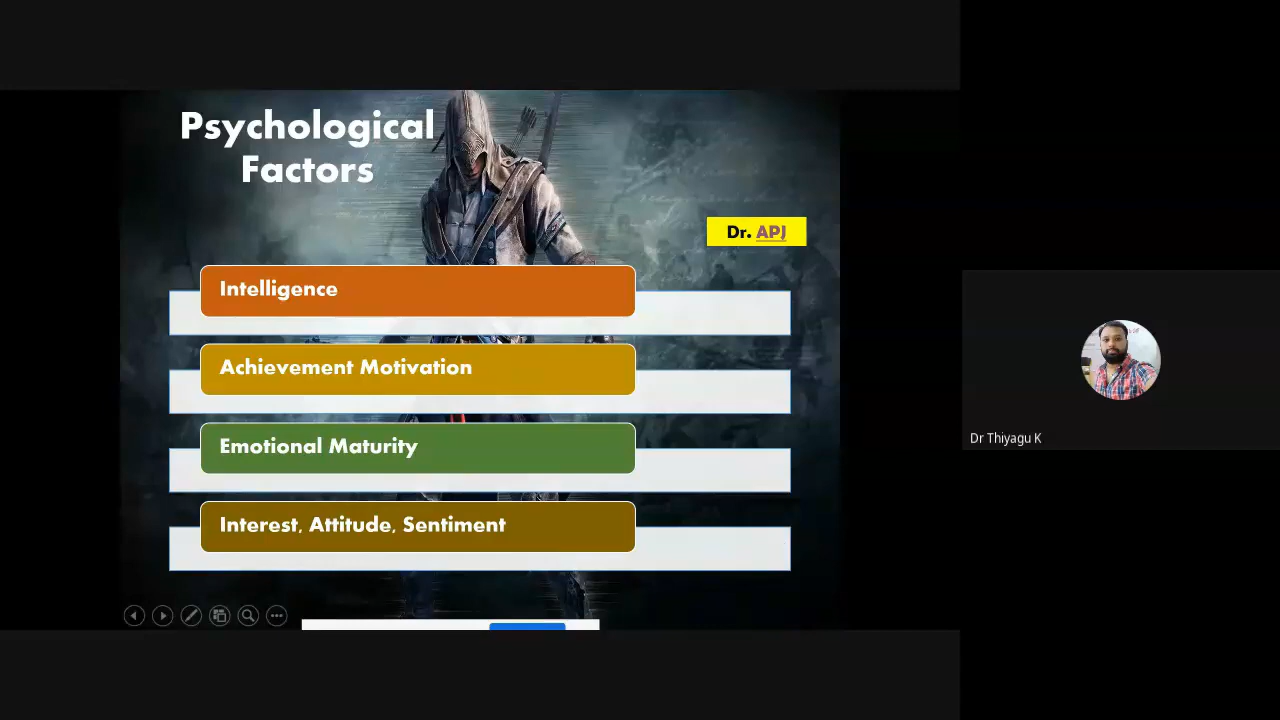 Psychological
Factors
Dr. APJ
Intelligence
Achievement Motivation
Emotional Maturity
Interest, Attitude, Sentiment
Dr Thiyagu K